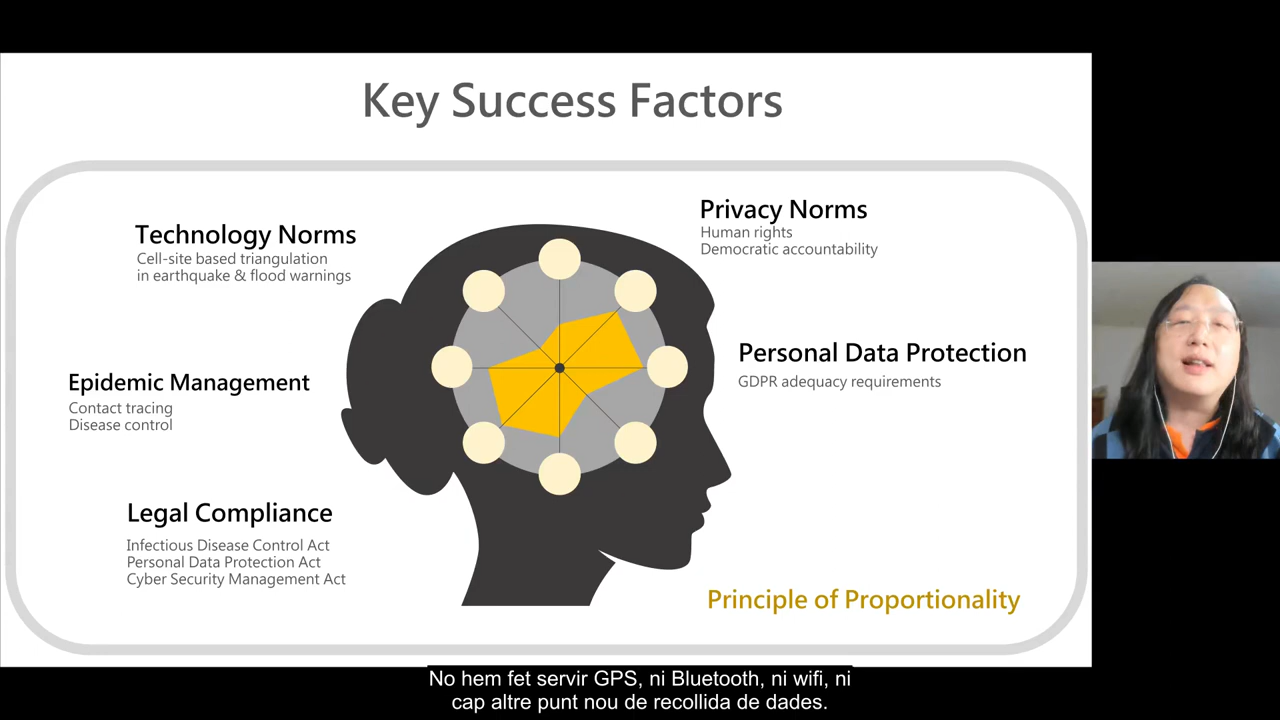 Key Success Factors
Technology Norms
Cell-site based triangulation
in earthquake & flood warnings
Epidemic Management
Contact tracing
Disease control
Legal Compliance
Infectious Disease Control Act
Personal Data Protection Act
Cyber Security Management Act
Privacy Norms
Human rights
Democratic accountability
Personal Data Protection
GDPR adequacy requirements
Principle of Proportionality
No hem fet servir GPS, ni Bluetooth, ni wifi, ni
cap altre punt nou de recollida de dades.